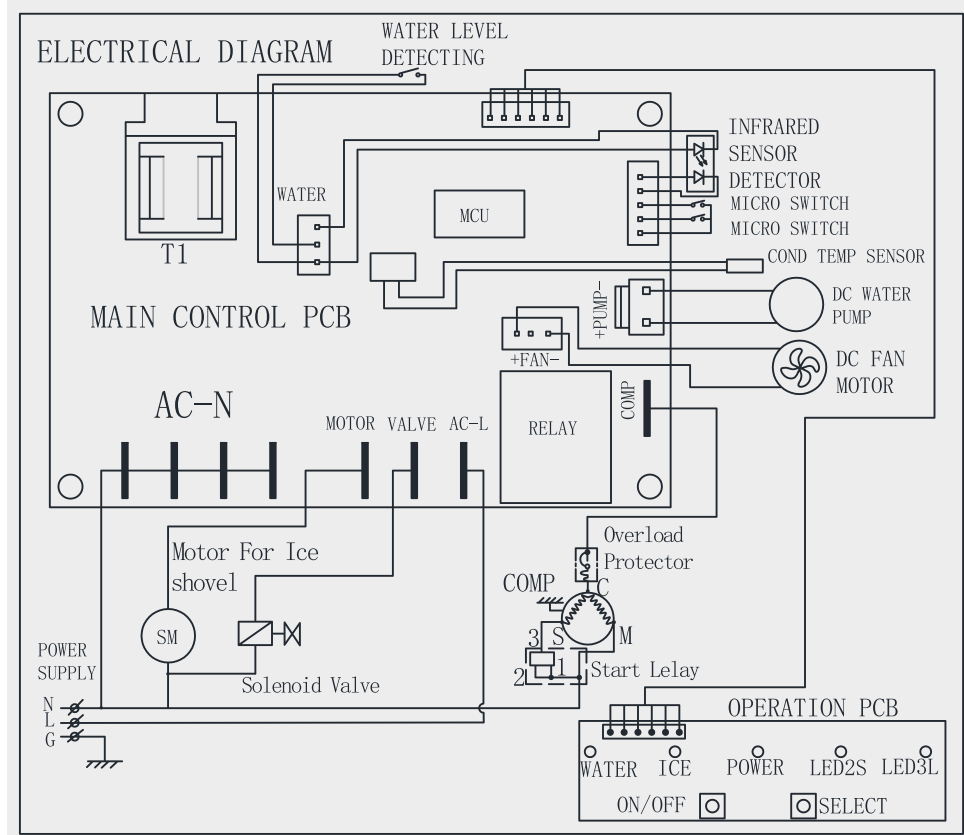 ELECTRICAL DIAGRAM
WATER LEVEL
DETECTING
INFRARED
SENSOR
DETECTOR
MICRO SWITCH
MICRO SWITCH
WATER
MCU
T1
COND TEMP SENSOR
MAIN CONTROL PCB
+PUMP-
DC WATER
PUMP
+FAN-
DC FAN
MOTOR
AC-N
MOTOR
VALVE
AC-L
RELAY
COMP
Motor For Ice
shovel
Overload
Protector
COMP
C
SM
3
S
M
1
2
Start Lelay
POWER
SUPPLY
Solenoid Valve
N
L
G
OPERATION PCB
WATER
ICE
POWER
LED2S
LED3L
ON/OFF
SELECT